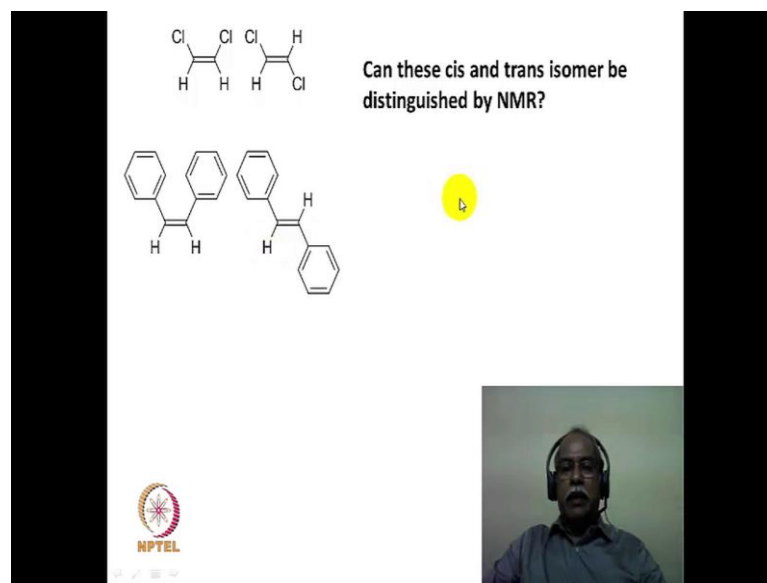 Cl Cl Cl H
H H H Cl
Can these cis and trans isomer be
distinguished by NMR?
H H H H
NPTEL